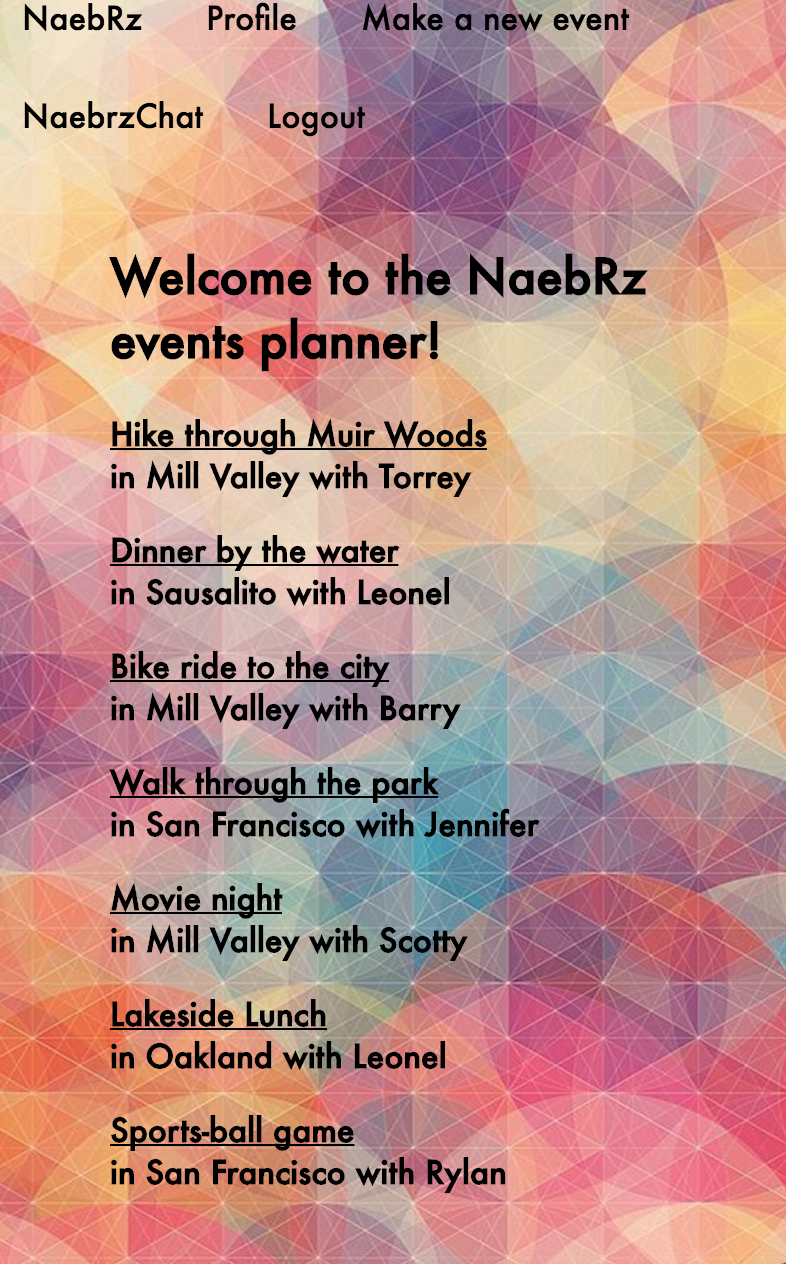 NaebRz Profile Make a new event
NaebrzChat Logout
Welcome to the NaebRz
events planner!
Hike through Muir Woods
in Mill Valley with Torrey
Dinner by the water
in Sausalito with Leonel
Bike ride to the city
in Mill Valley with Barry
Walk through the park
in San Francisco with Jennifer
Movie night
in Mill Valley with Scotty
Lakeside Lunch
in Oakland with Leonel
Sports-ball game
in San Francisco with Rylan